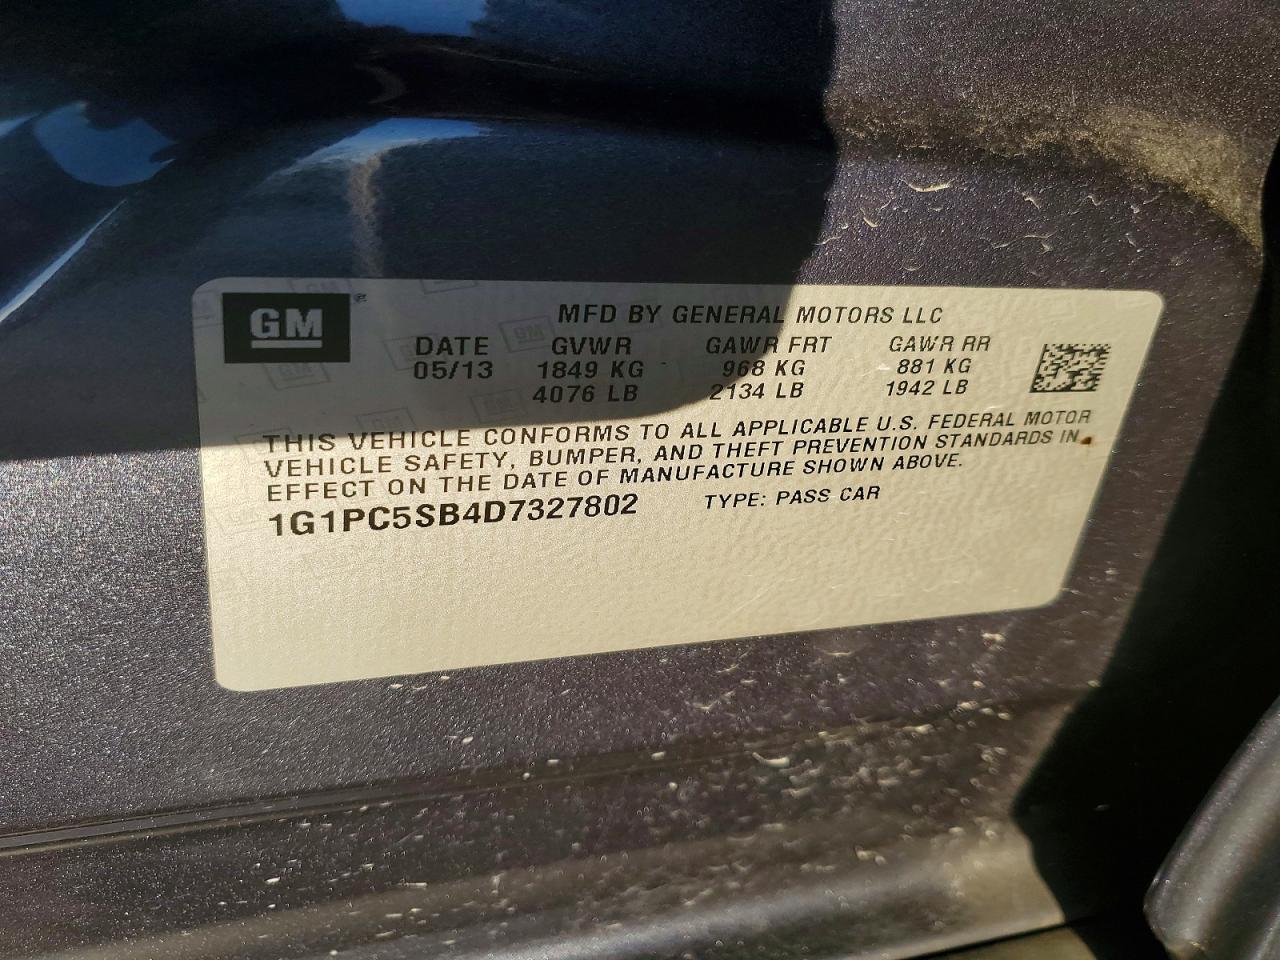 GM
MFD BY GENERAL MOTORS LLC
DATE GVWR GAWR FRT GAWR RR
05/13 1849 KG 968 KG 881 KG
4076 LB 2134 LB 1942 LB
THIS VEHICLE CONFORMS TO ALL APPLICABLE U.S. FEDERAL MOTOR
VEHICLE SAFETY, BUMPER, AND THEFT PREVENTION STANDARDS IN
EFFECT ON THE DATE OF MANUFACTURE SHOWN ABOVE.
1G1PC5SB4D7327802 TYPE: PASS CAR